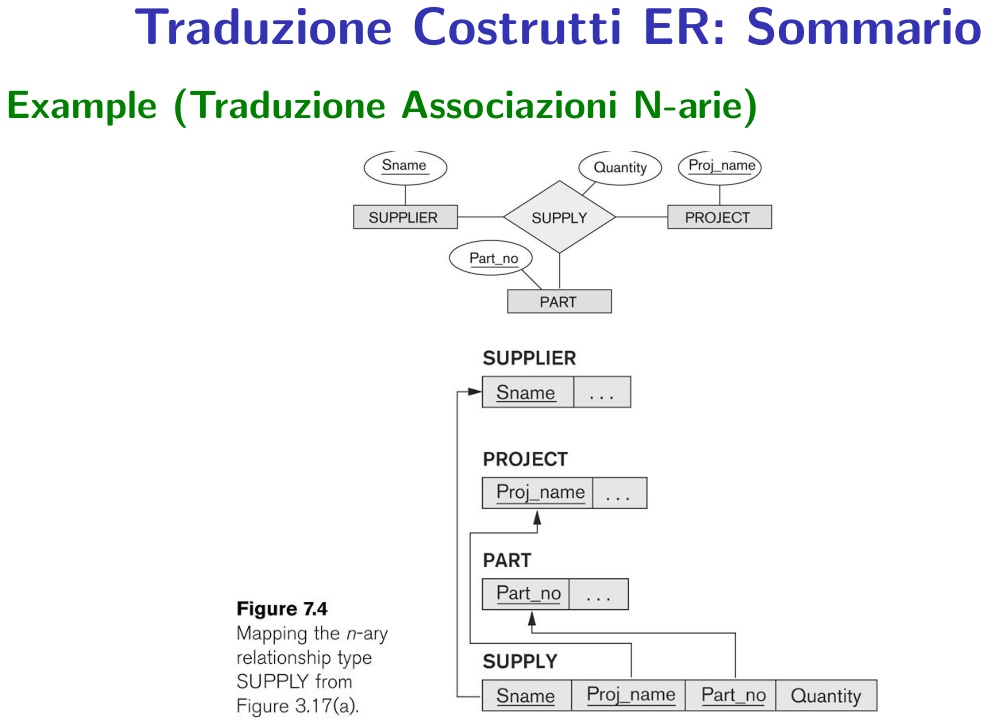 Traduzione Costrutti ER: Sommario
Example (Traduzione Associazioni N-arie)
Sname
Quantity
Proj_name
SUPPLIER
SUPPLY
PROJECT
Part_no
PART
SUPPLIER
Sname ...
PROJECT
Proj_name ...
PART
Part_no ...
Figure 7.4
Mapping the n-ary
relationship type
SUPPLY from
Figure 3.17(a).
SUPPLY
Sname Proj_name Part_no Quantity